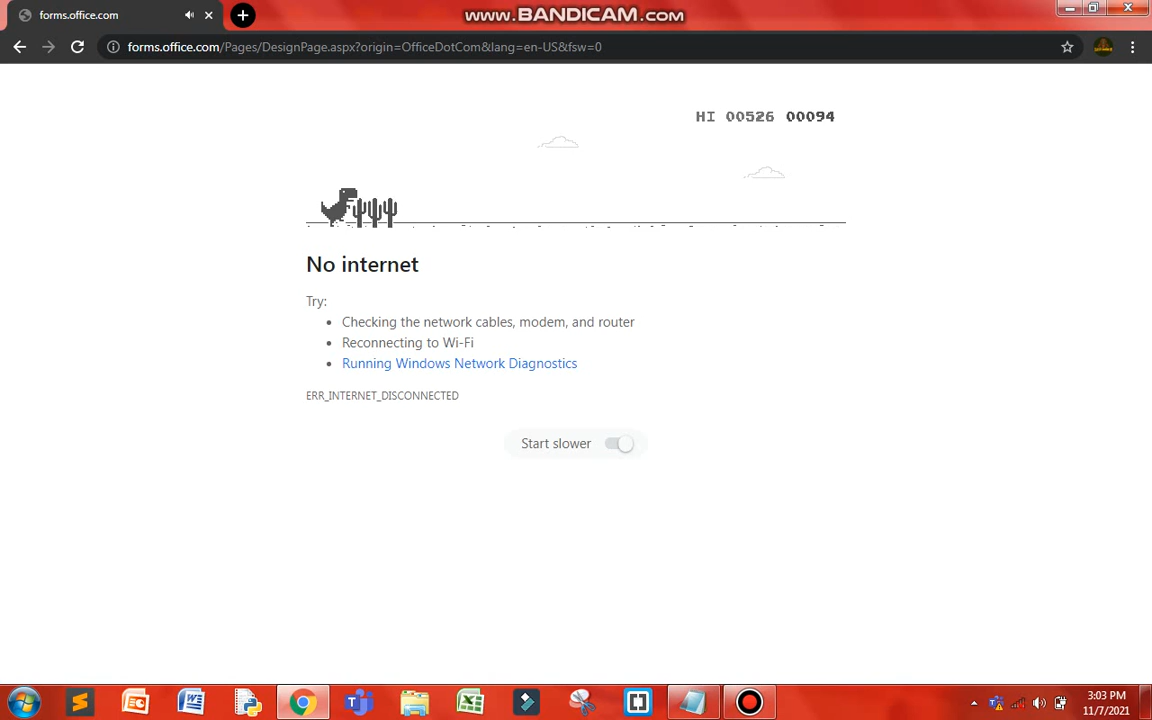 forms.office.com
www.BANDICAM.com
forms.office.com/Pages/DesignPage.aspx?origin=OfficeDotCom&lang=en-US&fsw=0
HI 00526 00094
No internet
Try:
Checking the network cables, modem, and router
Reconnecting to Wi-Fi
Running Windows Network Diagnostics
ERR_INTERNET_DISCONNECTED
Start slower
3:03 PM
11/7/2021